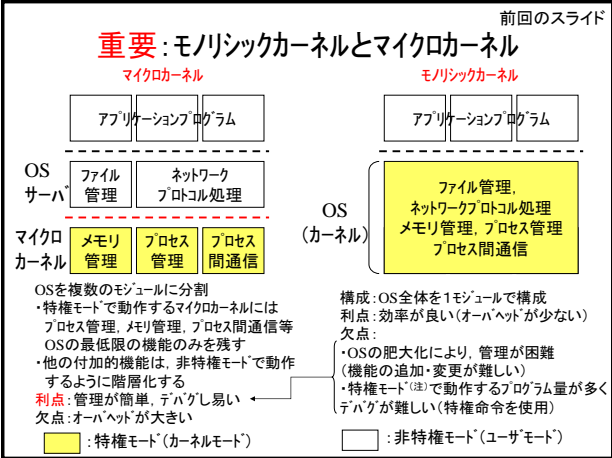 前回のスライド
重要:モノリシックカーネルとマイクロカーネル
マイクロカーネル
アプリケーションプログラム
OS
サーバ
ファイル
管理
ネットワーク
プロトコル処理
マイクロ
カーネル
メモリ
管理
プロセス
管理
プロセス
間通信
OSを複数のモジュールに分割
・特権モードで動作するマイクロカーネルには
プロセス管理, メモリ管理, プロセス間通信等
OSの最低限の機能のみを残す
・他の付加的機能は, 非特権モードで動作
するように階層化する
利点:管理が簡単, デバグし易い
欠点:オーバヘッドが大きい
モノリシックカーネル
アプリケーションプログラム
OS
(カーネル)
ファイル管理,
ネットワークプロトコル処理
メモリ管理, プロセス管理
プロセス間通信
構成:OS全体を1モジュールで構成
利点:効率が良い(オーバヘッドが少ない)
欠点:
・OSの肥大化により, 管理が困難
(機能の追加・変更が難しい)
・特権モード(注)で動作するプログラム量が多く
デバグが難しい(特権命令を使用)
:特権モード(カーネルモード)
:非特権モード(ユーザモード)